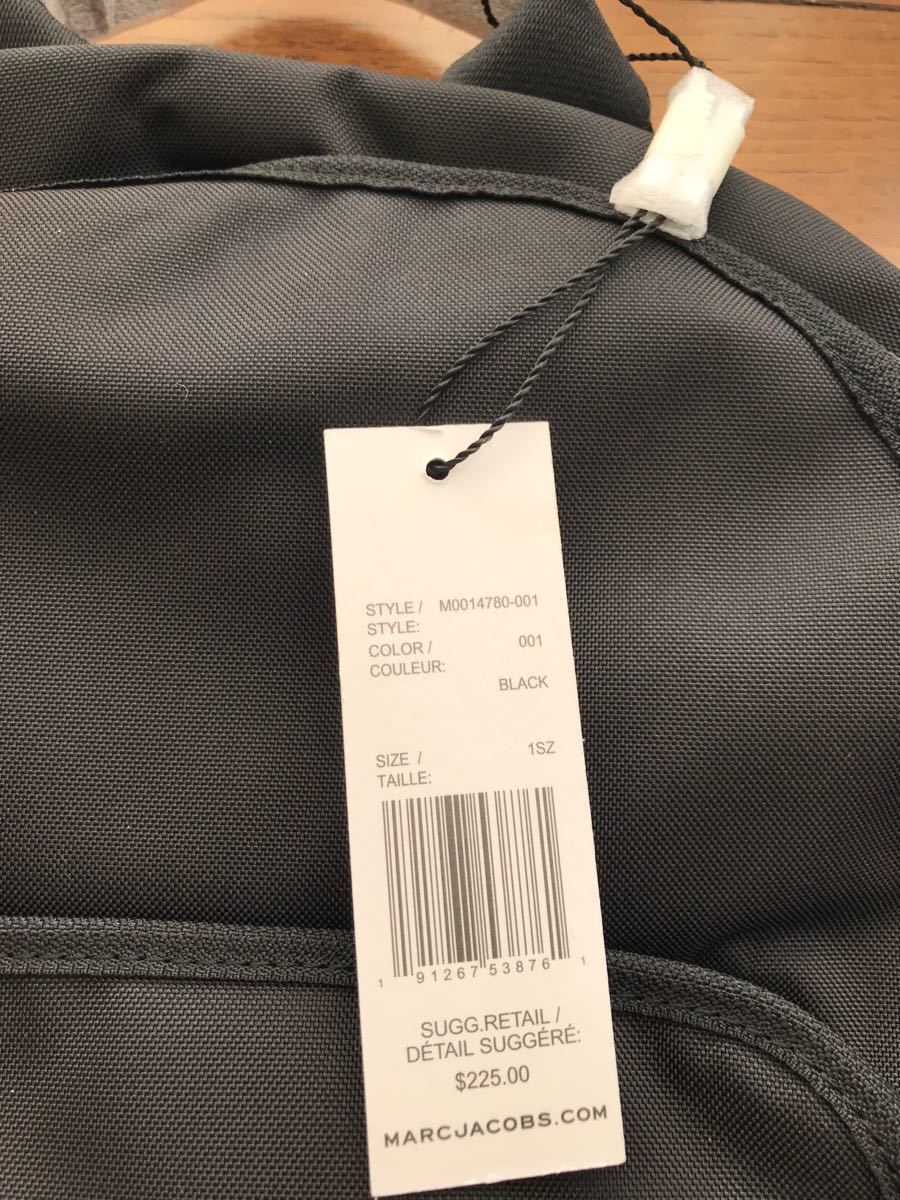 STYLE / M0014780-001
STYLE:
COLOR / 001
COULEUR:
BLACK
SIZE / 1SZ
TAILLE:
1 91267 53876 1
SUGG.RETAIL /
DÉTAIL SUGGÉRÉ:
$225.00
MARCJACOBS.COM